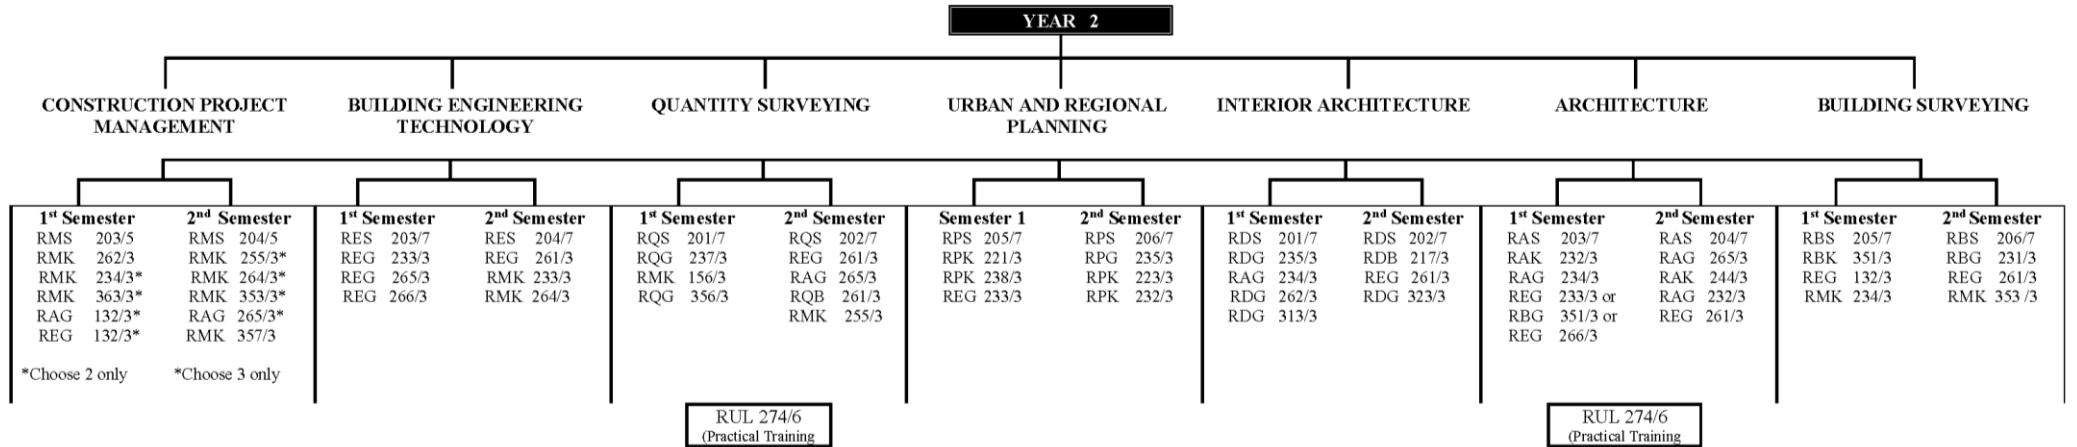 YEAR 2
CONSTRUCTION PROJECT
MANAGEMENT
BUILDING ENGINEERING
TECHNOLOGY
QUANTITY SURVEYING
URBAN AND REGIONAL
PLANNING
INTERIOR ARCHITECTURE
ARCHITECTURE
BUILDING SURVEYING
1st Semester
RMS 203/5
RMK 262/3
RMK 234/3*
RMK 363/3*
RAG 132/3*
REG 132/3*
*Choose 2 only
2nd Semester
RMS 204/5
RMK 255/3*
RMK 264/3*
RMK 353/3*
RAG 265/3*
RMK 357/3
*Choose 3 only
1st Semester
RES 203/7
REG 233/3
REG 265/3
REG 266/3
2nd Semester
RES 204/7
REG 261/3
RMK 233/3
RMK 264/3
1st Semester
RQS 201/7
RQG 237/3
RMK 156/3
RQG 356/3
2nd Semester
RQS 202/7
REG 261/3
RAG 265/3
RQB 261/3
RMK 255/3
RUL 274/6
(Practical Training
Semester 1
RPS 205/7
RPK 221/3
RPK 238/3
REG 233/3
2nd Semester
RPS 206/7
RPG 235/3
RPK 223/3
RPK 232/3
1st Semester
RDS 201/7
RDG 235/3
RAG 234/3
RDG 262/3
RDG 313/3
2nd Semester
RDS 202/7
RDB 217/3
REG 261/3
RDG 323/3
1st Semester
RAS 203/7
RAK 232/3
RAG 234/3
REG 233/3 or
RBG 351/3 or
REG 266/3
2nd Semester
RAS 204/7
RAG 265/3
RAK 244/3
RAG 232/3
REG 261/3
RUL 274/6
(Practical Training
1st Semester
RBS 205/7
RBK 351/3
REG 132/3
RMK 234/3
2nd Semester
RBS 206/7
RBG 231/3
REG 261/3
RMK 353 /3